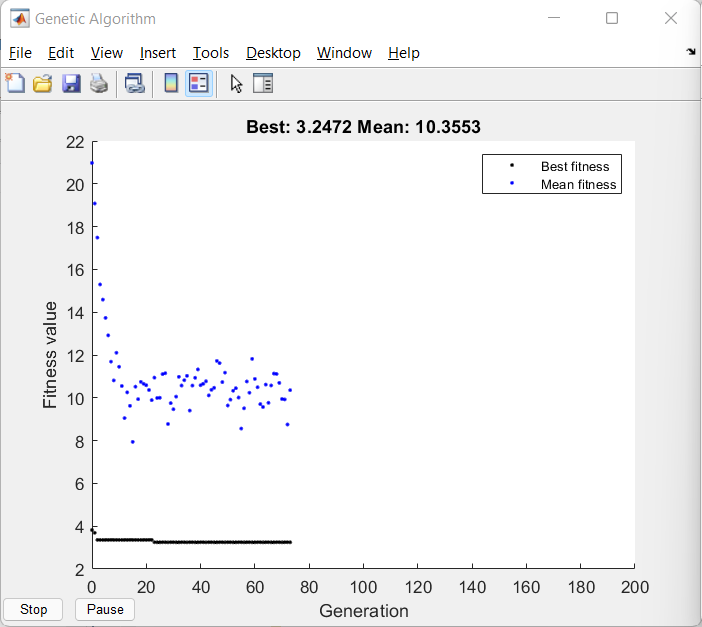 Genetic Algorithm
File Edit View Insert Tools Desktop Window Help
Best: 3.2472 Mean: 10.3553
22
20
18
16
14
12
10
8
6
4
2
Fitness value
Best fitness
Mean fitness
0 20 40 60 80 100 120 140 160 180 200
Generation
Stop Pause